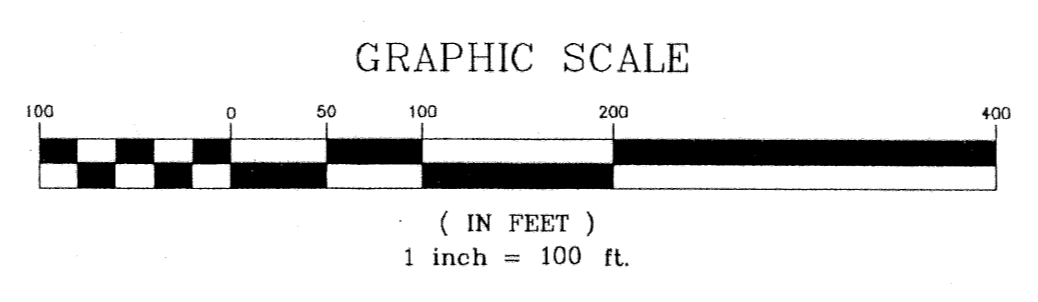 GRAPHIC SCALE
100 0 50 100 200 400
( IN FEET )
1 inch = 100 ft.